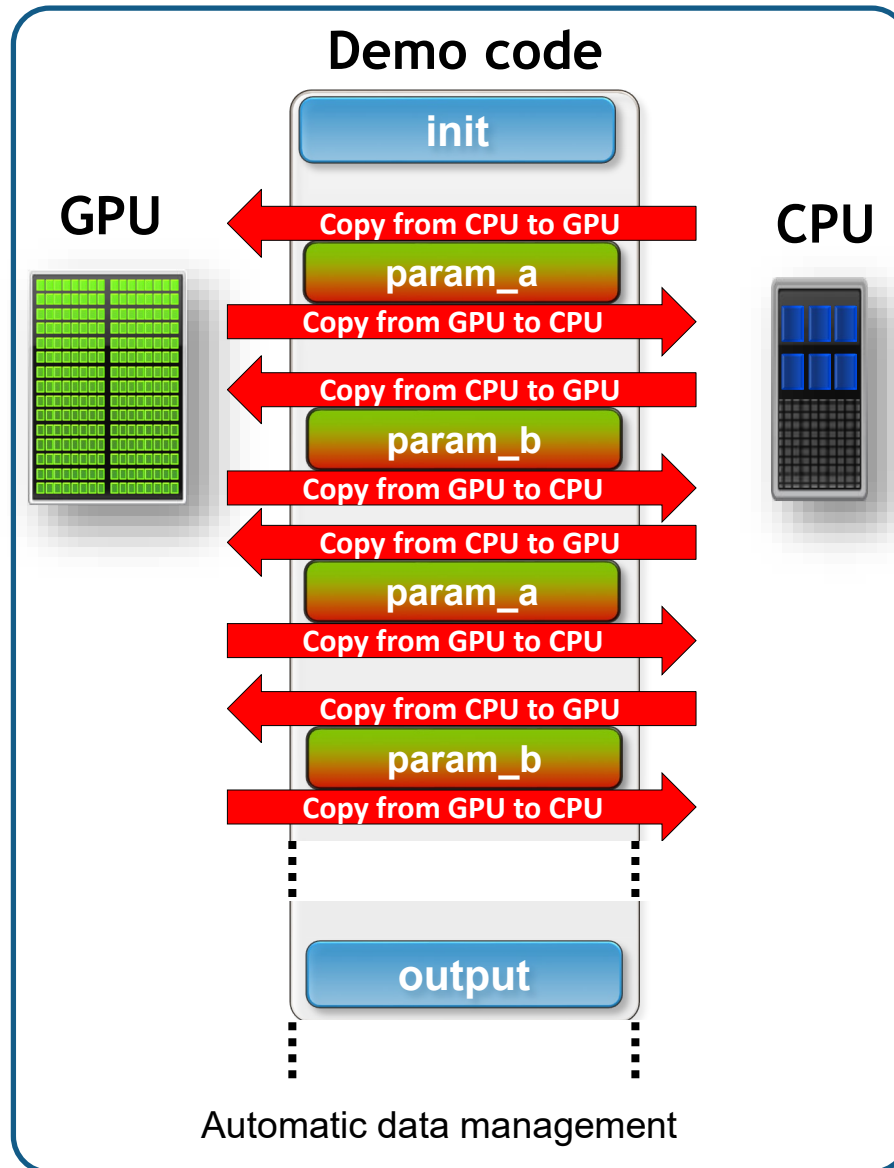 Demo code
init
GPU
CPU
Copy from CPU to GPU
param_a
Copy from GPU to CPU
Copy from CPU to GPU
param_b
Copy from GPU to CPU
Copy from CPU to GPU
param_a
Copy from GPU to CPU
Copy from CPU to GPU
param_b
Copy from GPU to CPU
output
Automatic data management